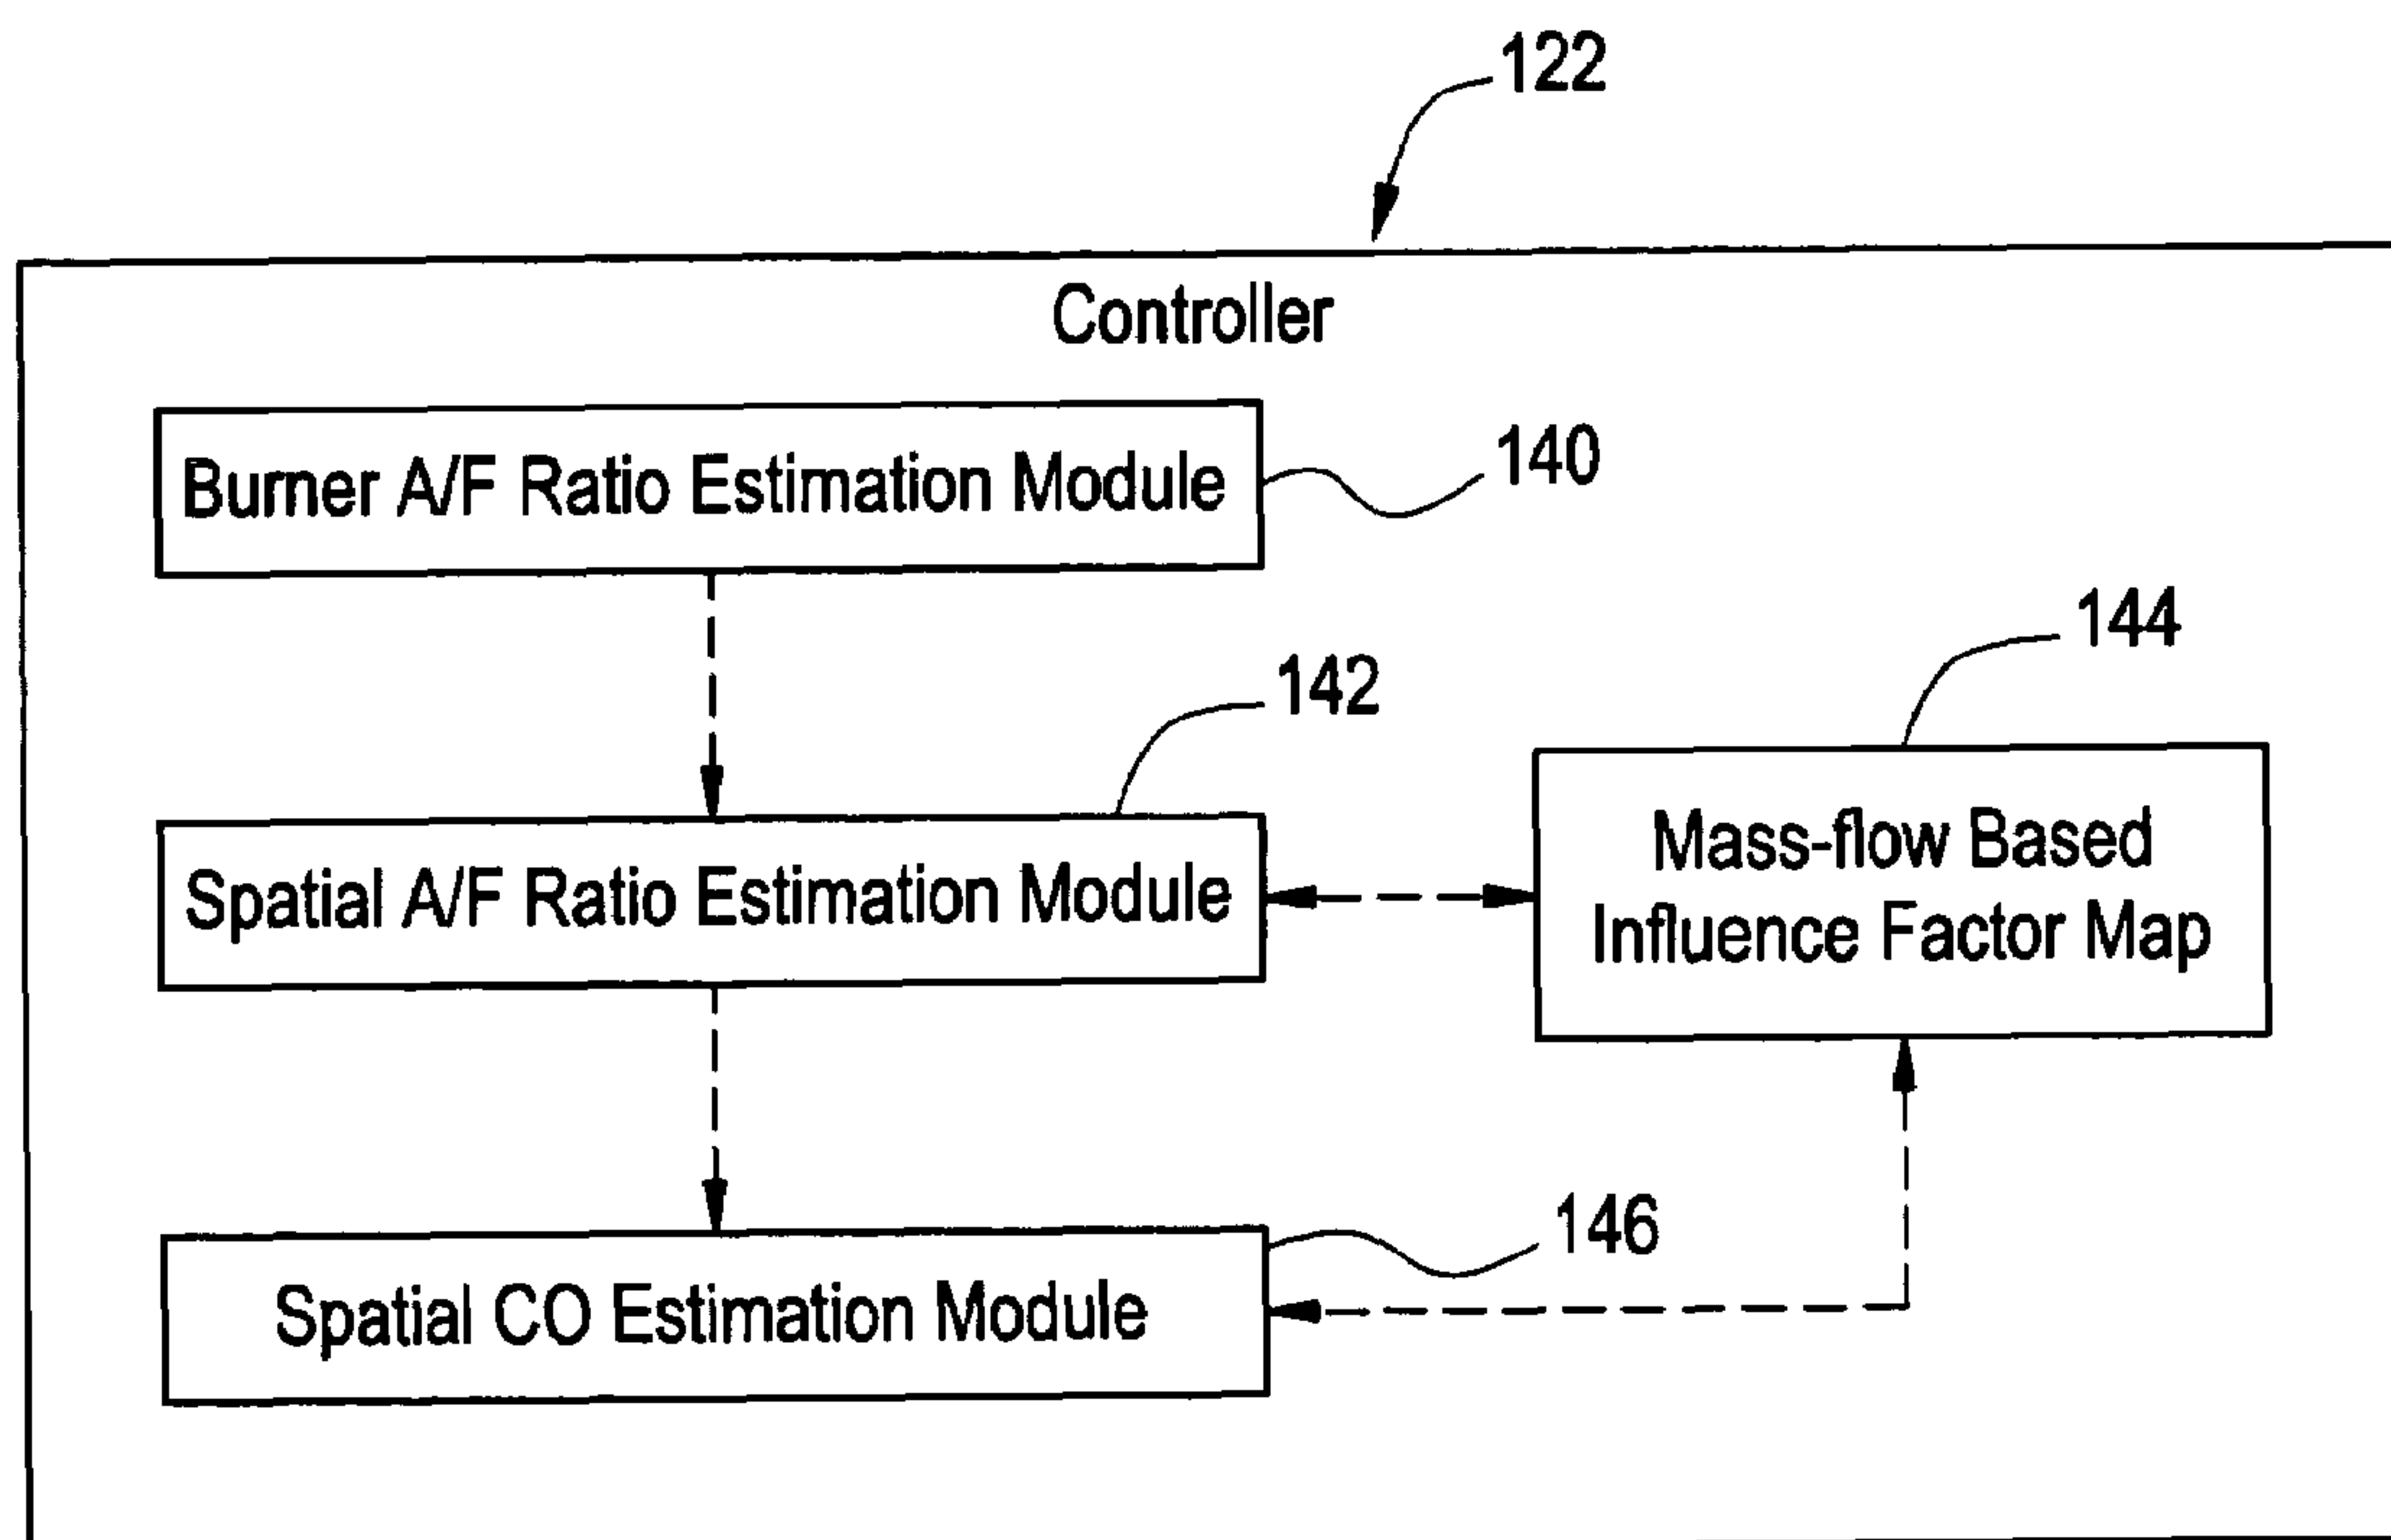 122
Controller
Burner A/F Ratio Estimation Module
140
142
144
Spatial A/F Ratio Estimation Module
Mass-flow Based
Influence Factor Map
146
Spatial CO Estimation Module